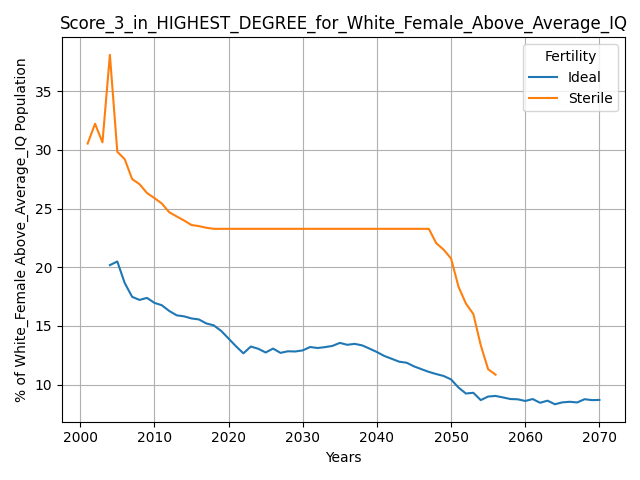 Score_3_in_HIGHEST_DEGREE_for_White_Female_Above_Average_IQ
% of White_Female Above_Average_IQ Population
35
30
25
20
15
10
Fertility
Ideal
Sterile
2000 2010 2020 2030 2040 2050 2060 2070
Years